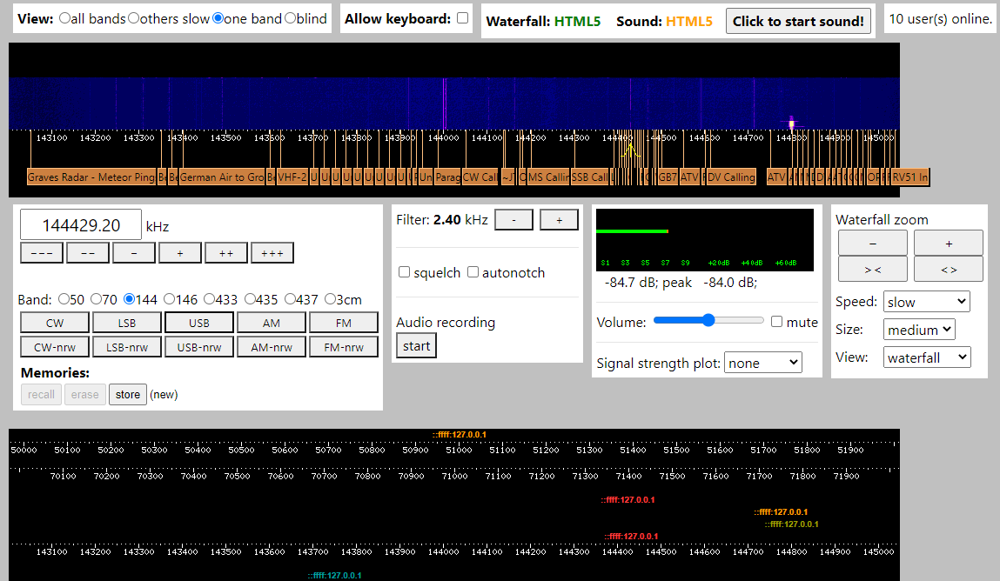 View: all bands others slow one band blind Allow keyboard: Waterfall: HTML5 Sound: HTML5 Click to start sound! 10 user(s) online.
143100 143200 143300 143400 143500 143600 143700 143800 143900 144000 144100 144200 144300 144400 144500 144600 144700 144800 144900 145000
Graves Radar - Meteor Ping German Air to Gro VHF-2 Parag CW Call MS Callin SSB Call GB7 ATV DV Calling ATV RV51 In
144429.20 kHz
--- -- - + ++ +++
Band: 50 70 144 146 433 435 437 3cm
CW LSB USB AM FM
CW-nrw LSB-nrw USB-nrw AM-nrw FM-nrw
Memories:
recall erase store (new)
Filter: 2.40 kHz - +
squelch autonotch
Audio recording
start
S1 S3 S5 S7 S9 +20dB +40dB +60dB
-84.7 dB; peak -84.0 dB;
Volume: mute
Signal strength plot: none
Waterfall zoom
− +
> < < >
Speed: slow
Size: medium
View: waterfall
::ffff:127.0.0.1
50000 50100 50200 50300 50400 50500 50600 50700 50800 50900 51000 51100 51200 51300 51400 51500 51600 51700 51800 51900
70100 70200 70300 70400 70500 70600 70700 70800 70900 71000 71100 71200 71300 71400 71500 71600 71700 71800 71900
::ffff:127.0.0.1
::ffff:127.0.0.1
::ffff:127.0.0.1
::ffff:127.0.0.1
143100 143200 143300 143400 143500 143600 143700 143800 143900 144000 144100 144200 144300 144400 144500 144600 144700 144800 144900 145000
::ffff:127.0.0.1